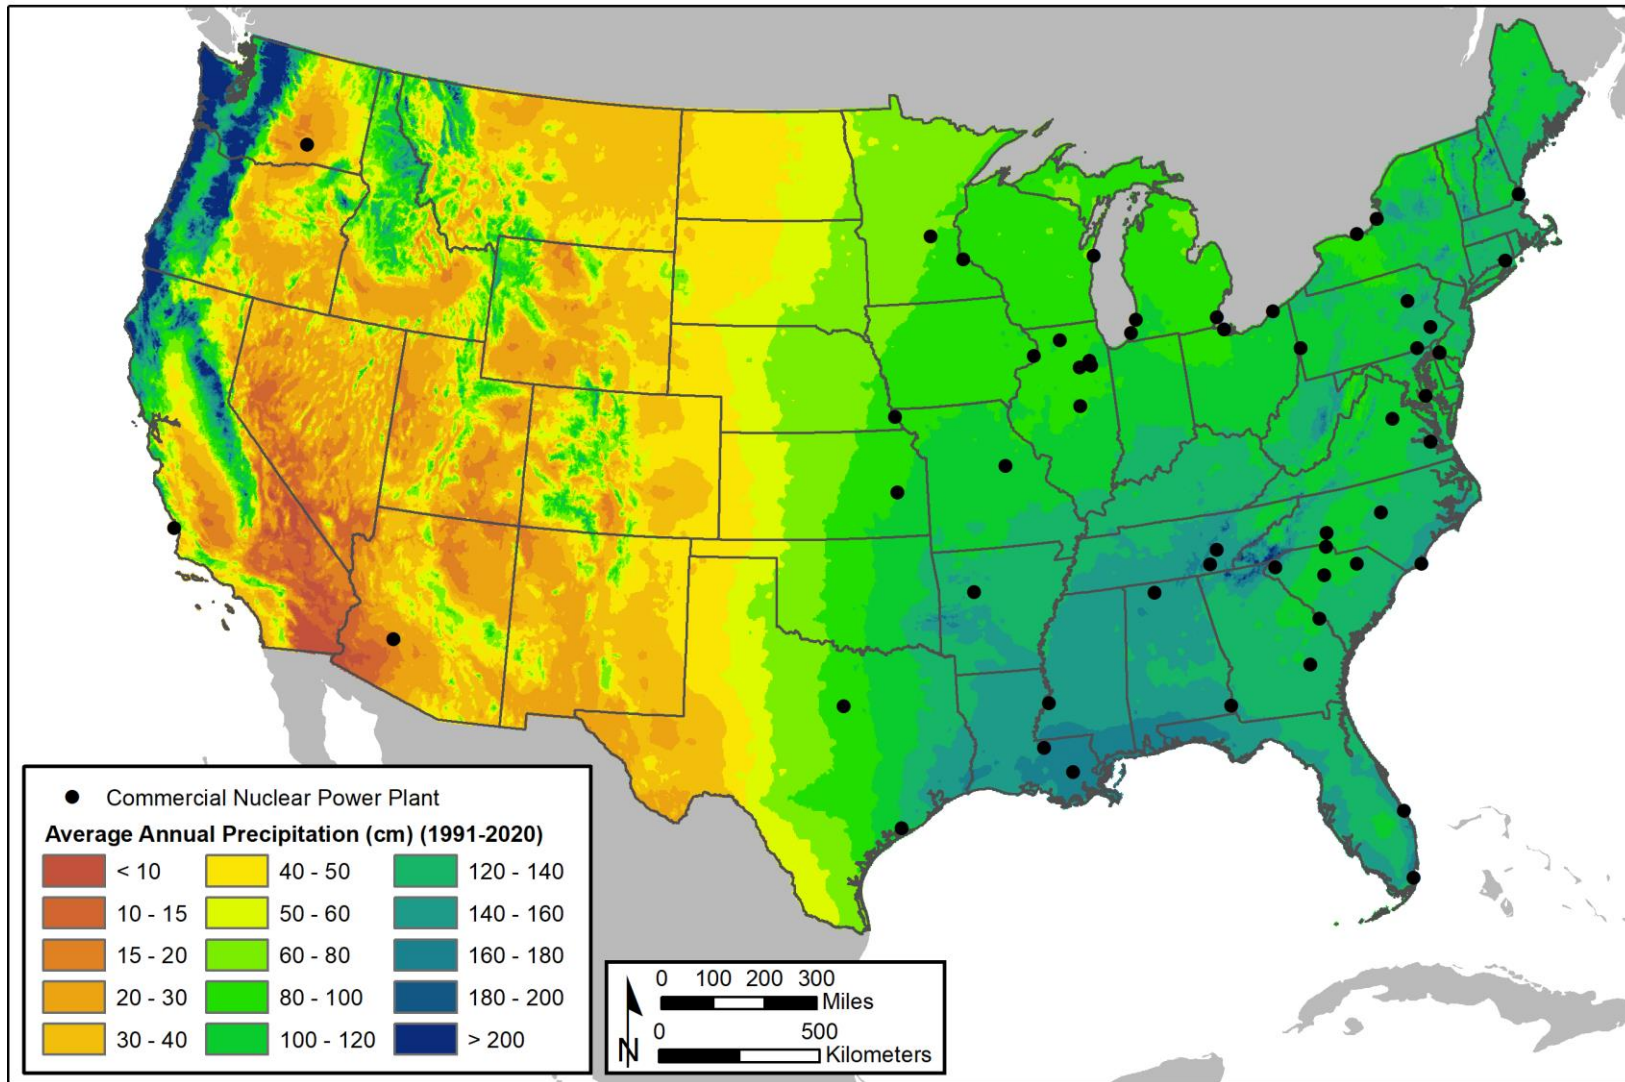 Commercial Nuclear Power Plant
Average Annual Precipitation (cm) (1991-2020)
< 10
10 - 15
15 - 20
20 - 30
30 - 40
40 - 50
50 - 60
60 - 80
80 - 100
100 - 120
120 - 140
140 - 160
160 - 180
180 - 200
> 200
N
0 100 200 300
Miles
0 500
Kilometers